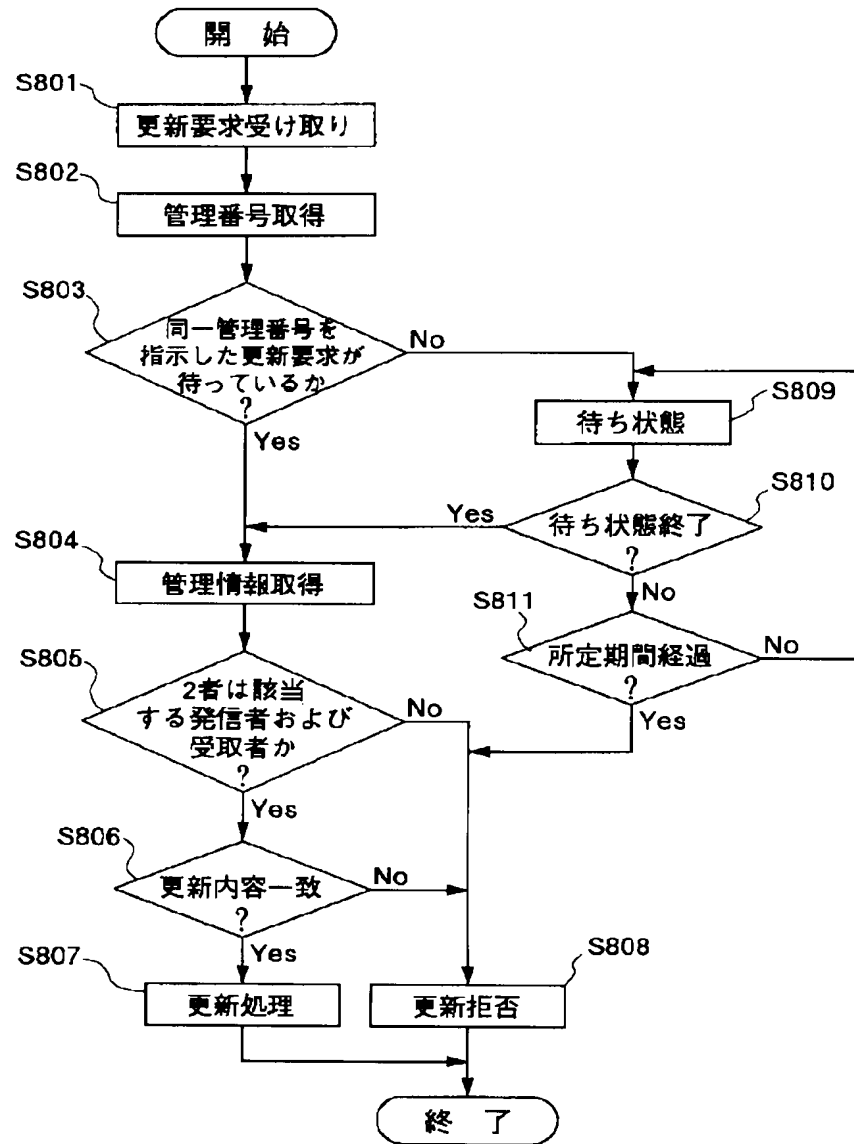 開 始
S801
更新要求受け取り
S802
管理番号取得
S803
同一管理番号を
指示した更新要求が
待っているか
?
No
Yes
S809
待ち状態
S810
待ち状態終了
?
Yes
No
S804
管理情報取得
S811
所定期間経過
?
No
Yes
S805
2者は該当
する発信者および
受取者か
?
No
Yes
S806
更新内容一致
?
No
Yes
S807
更新処理
S808
更新拒否
終 了